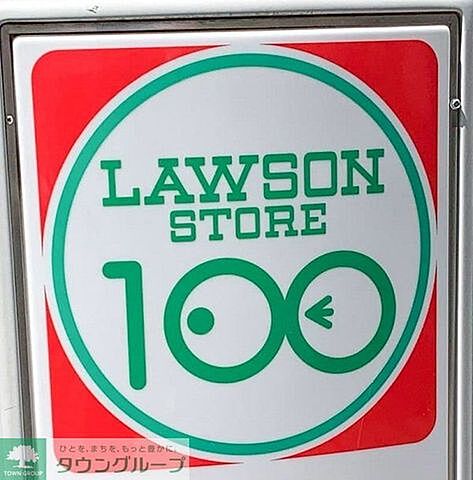 LAWSON
STORE
100
ひとを、まちを、もっと豊かに。
タウングループ
TOWN GROUP